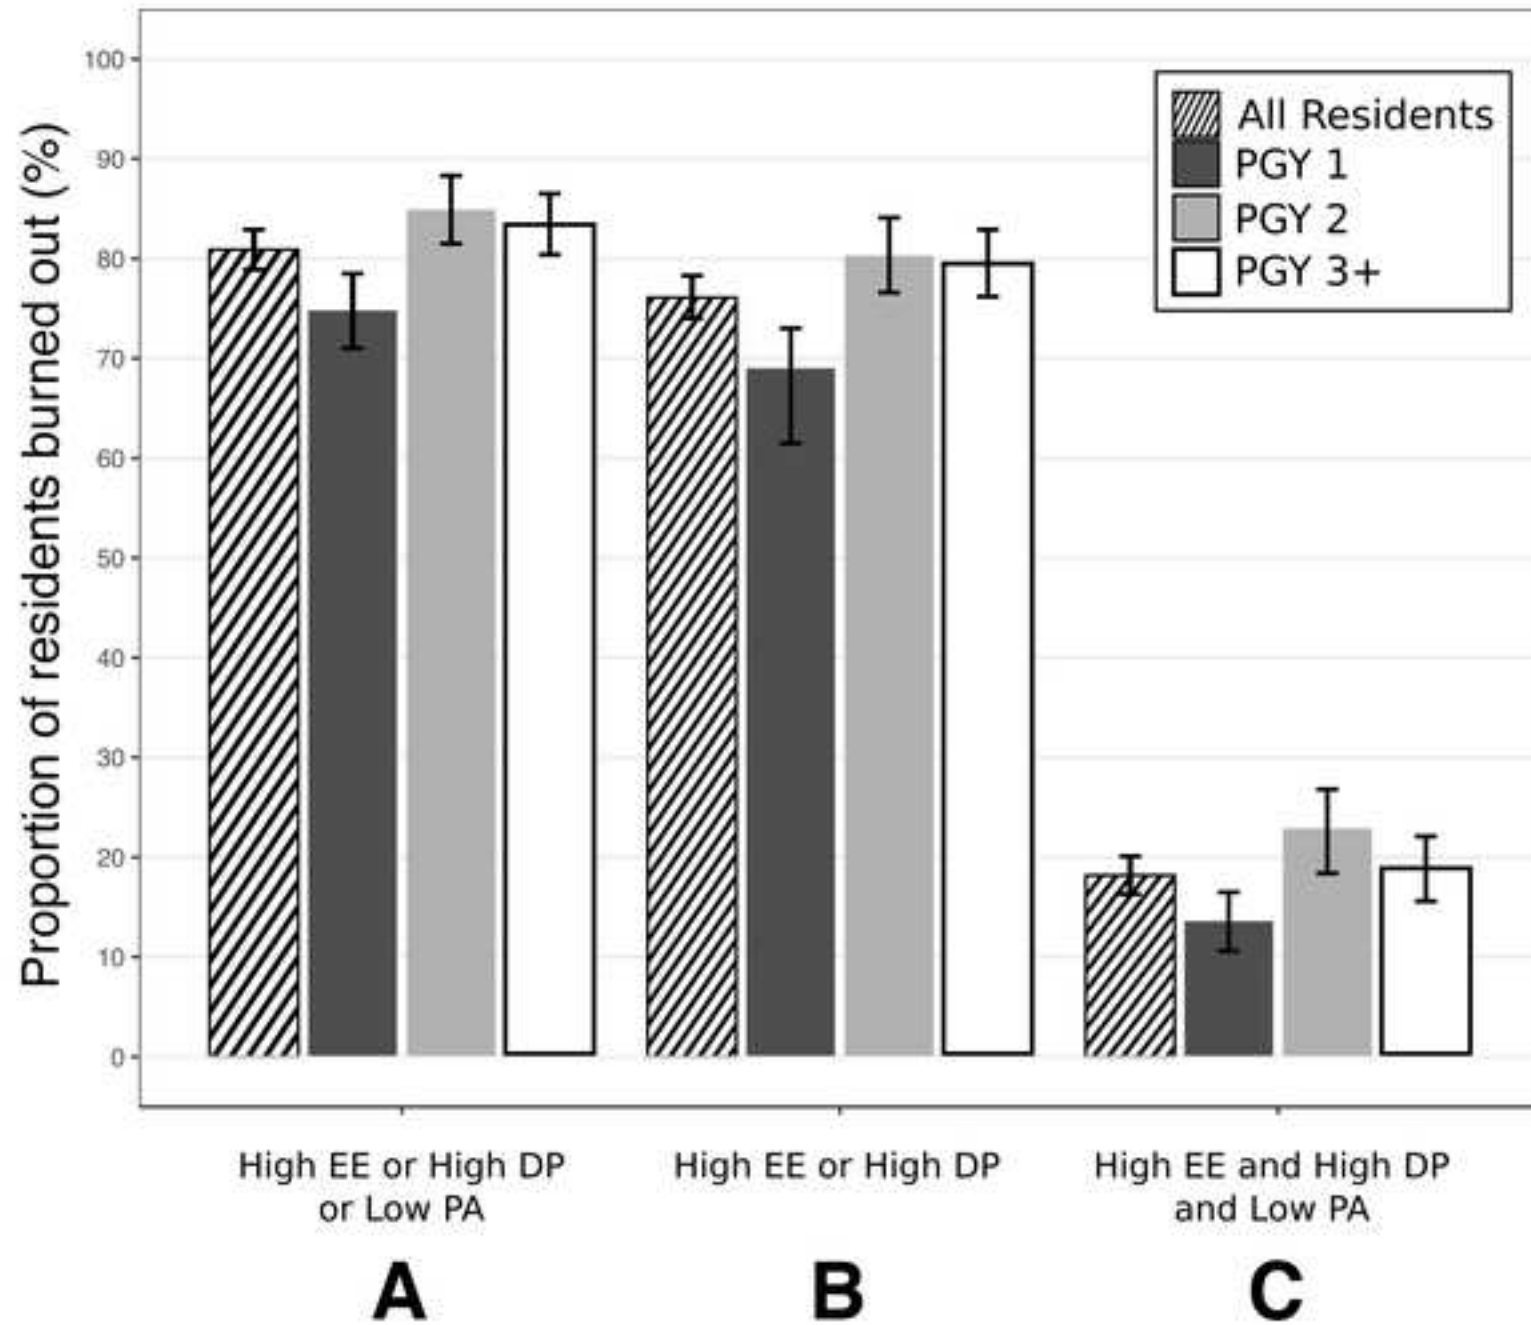 Proportion of residents burned out (%)
100
90
80
70
60
50
40
30
20
10
0
All Residents
PGY 1
PGY 2
PGY 3+
High EE or High DP
or Low PA
High EE or High DP
High EE and High DP
and Low PA
A
B
C